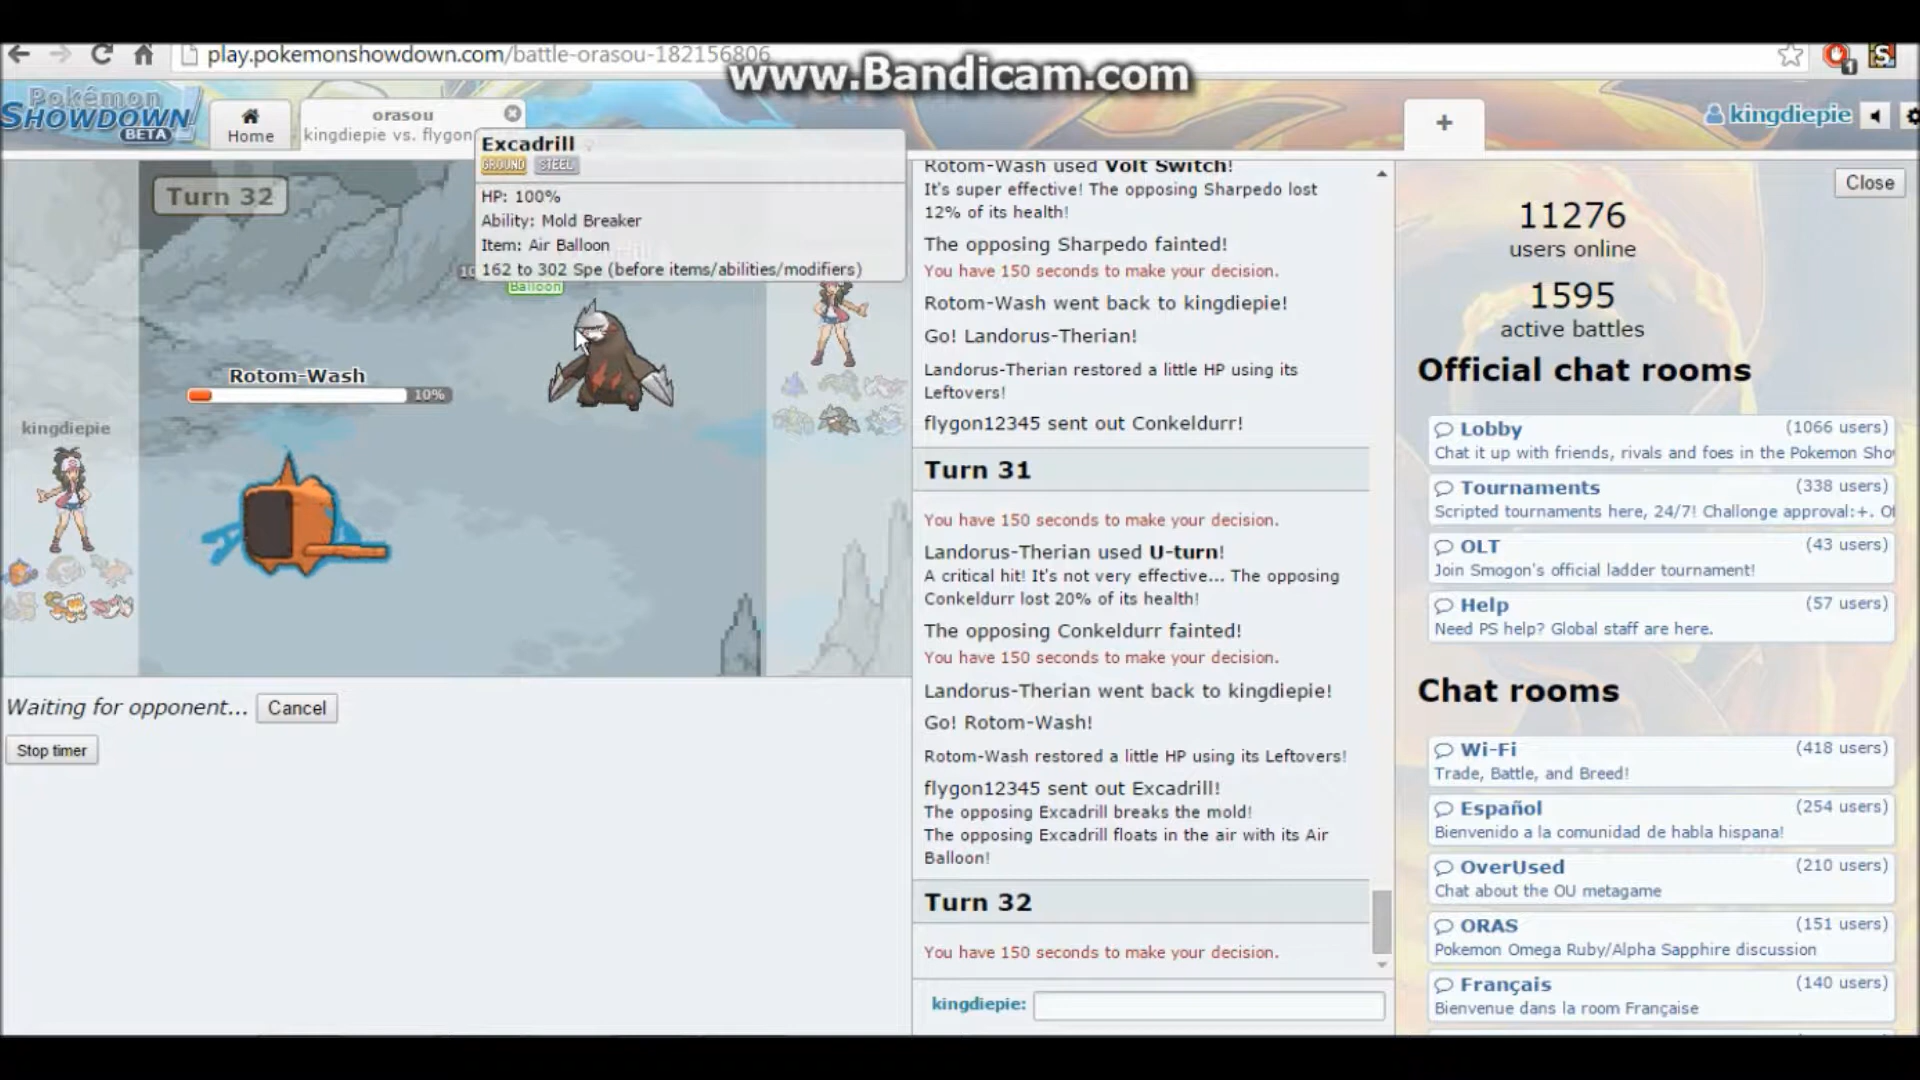 play.pokemonshowdown.com/battle-orasou-182156806
www.Bandicam.com
1
Pokémon
SHOWDOWN
BETA
Home
orasou
kingdiepie vs. flygon
+
kingdiepie
Excadrill
GROUND STEEL
HP: 100%
Ability: Mold Breaker
Item: Air Balloon
162 to 302 Spe (before items/abilities/modifiers)
Turn 32
Balloon
Rotom-Wash
10%
kingdiepie
Waiting for opponent... Cancel
Stop timer
Rotom-Wash used Volt Switch!
It's super effective! The opposing Sharpedo lost
12% of its health!
The opposing Sharpedo fainted!
You have 150 seconds to make your decision.
Rotom-Wash went back to kingdiepie!
Go! Landorus-Therian!
Landorus-Therian restored a little HP using its
Leftovers!
flygon12345 sent out Conkeldurr!
Turn 31
You have 150 seconds to make your decision.
Landorus-Therian used U-turn!
A critical hit! It's not very effective... The opposing
Conkeldurr lost 20% of its health!
The opposing Conkeldurr fainted!
You have 150 seconds to make your decision.
Landorus-Therian went back to kingdiepie!
Go! Rotom-Wash!
Rotom-Wash restored a little HP using its Leftovers!
flygon12345 sent out Excadrill!
The opposing Excadrill breaks the mold!
The opposing Excadrill floats in the air with its Air
Balloon!
Turn 32
You have 150 seconds to make your decision.
kingdiepie:
Close
11276
users online
1595
active battles
Official chat rooms
Lobby (1066 users)
Chat it up with friends, rivals and foes in the Pokemon Sho
Tournaments (338 users)
Scripted tournaments here, 24/7! Challonge approval:+. Of
OLT (43 users)
Join Smogon's official ladder tournament!
Help (57 users)
Need PS help? Global staff are here.
Chat rooms
Wi-Fi (418 users)
Trade, Battle, and Breed!
Español (254 users)
Bienvenido a la comunidad de habla hispana!
OverUsed (210 users)
Chat about the OU metagame
ORAS (151 users)
Pokemon Omega Ruby/Alpha Sapphire discussion
Français (140 users)
Bienvenue dans la room Française